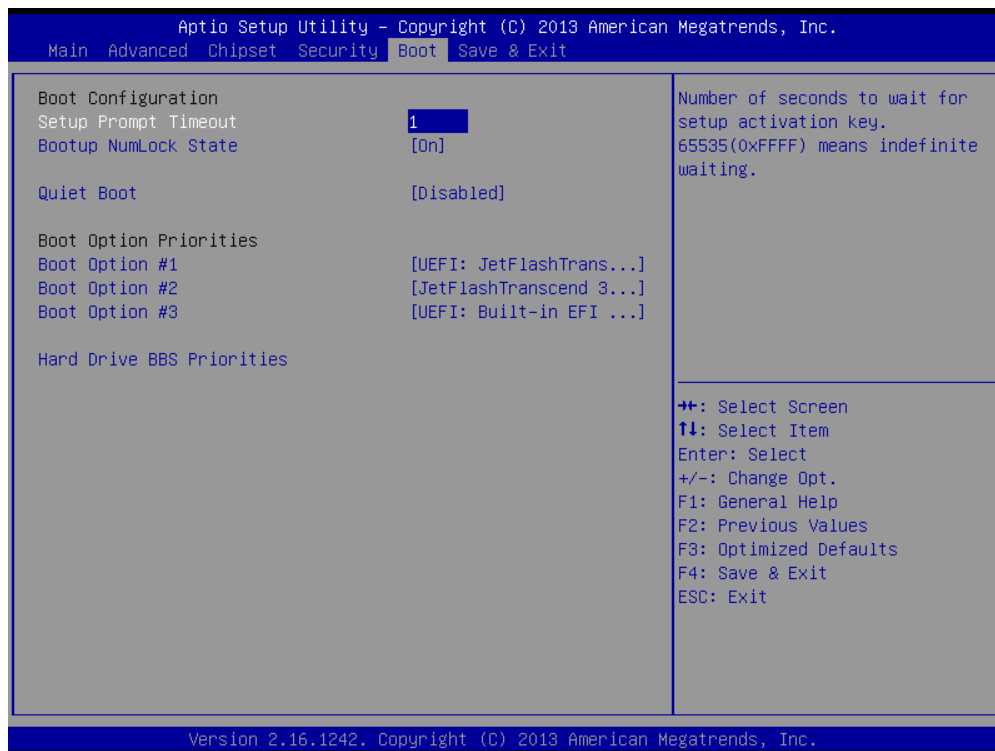 Aptio Setup Utility – Copyright (C) 2013 American Megatrends, Inc.
Main Advanced Chipset Security Boot Save & Exit
Boot Configuration
Setup Prompt Timeout 1
Bootup NumLock State [On]
Quiet Boot [Disabled]
Boot Option Priorities
Boot Option #1 [UEFI: JetFlashTrans...]
Boot Option #2 [JetFlashTranscend 3...]
Boot Option #3 [UEFI: Built-in EFI ...]
Hard Drive BBS Priorities
Number of seconds to wait for
setup activation key.
65535(0xFFFF) means indefinite
waiting.
→←: Select Screen
↑↓: Select Item
Enter: Select
+/-: Change Opt.
F1: General Help
F2: Previous Values
F3: Optimized Defaults
F4: Save & Exit
ESC: Exit
Version 2.16.1242. Copyright (C) 2013 American Megatrends, Inc.